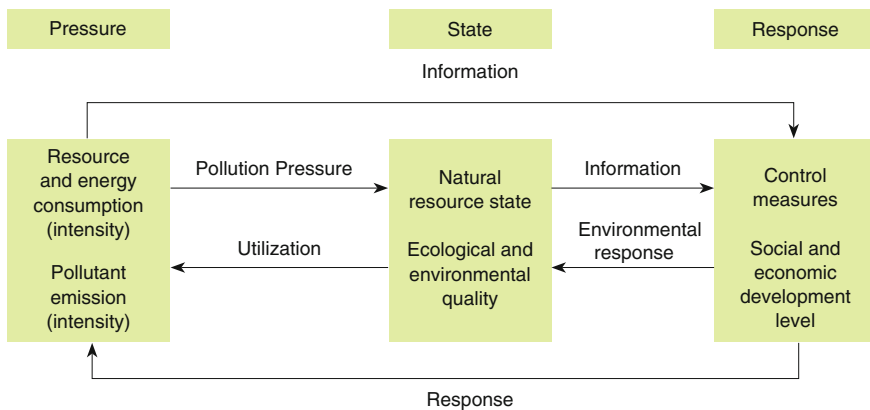 Pressure
State
Response
Information
Resource
and energy
consumption
(intensity)
Pollutant
emission
(intensity)
Pollution Pressure
Utilization
Natural
resource state
Ecological and
environmental
quality
Information
Environmental
response
Control
measures
Social and
economic
development
level
Response